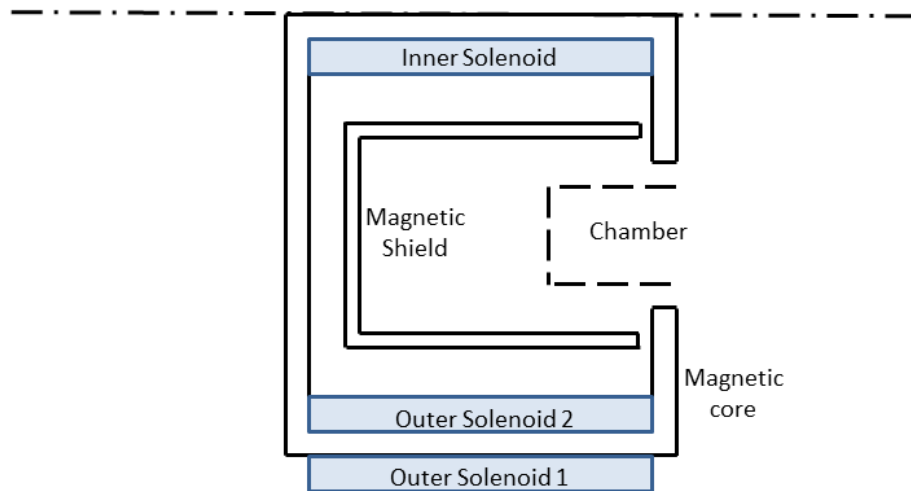 Inner Solenoid
Magnetic
Shield
Chamber
Magnetic
core
Outer Solenoid 2
Outer Solenoid 1